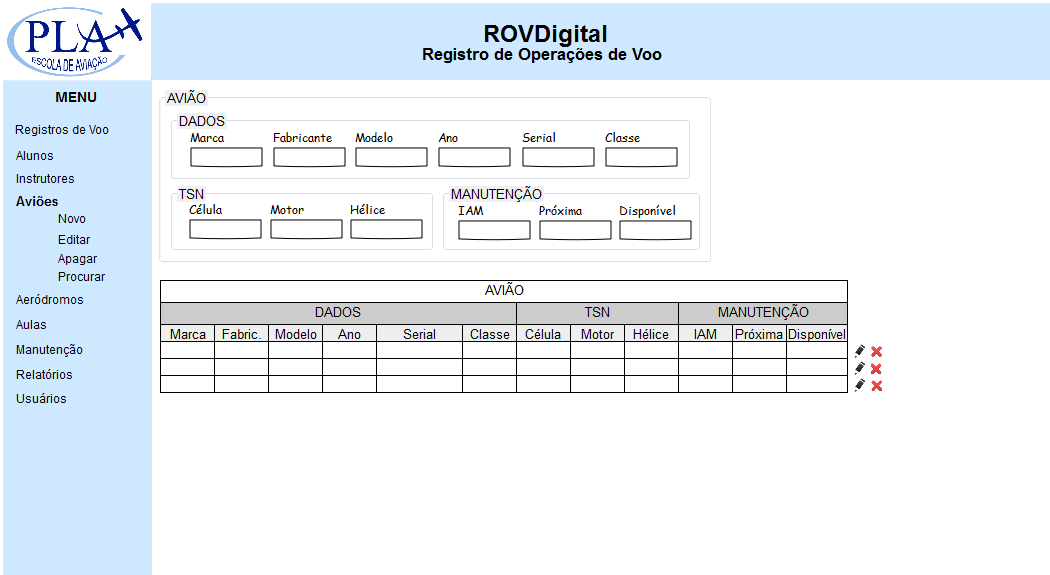 PLA
ESCOLA DE AVIAÇÃO
ROVDigital
Registro de Operações de Voo
MENU
Registros de Voo
Alunos
Instrutores
Aviões
Novo
Editar
Apagar
Procurar
Aeródromos
Aulas
Manutenção
Relatórios
Usuários
AVIÃO
DADOS
Marca Fabricante Modelo Ano Serial Classe
TSN
Célula Motor Hélice
MANUTENÇÃO
IAM Próxima Disponível
AVIÃO
DADOS TSN MANUTENÇÃO
Marca Fabric. Modelo Ano Serial Classe Célula Motor Hélice IAM Próxima Disponível